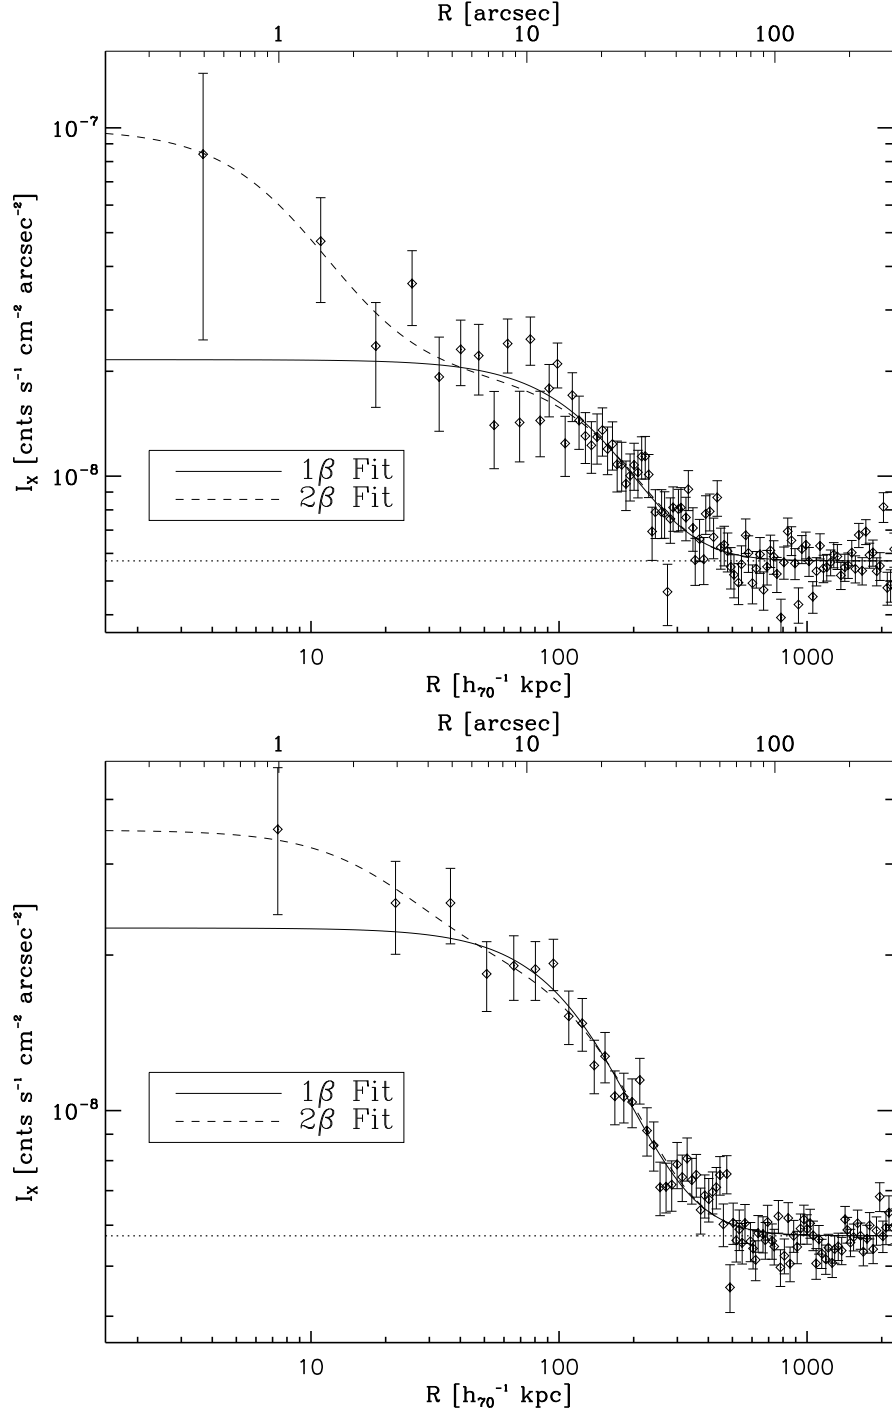 R [arcsec]
1 10 100
10⁻⁷
10⁻⁸
I_X [cnts s⁻¹ cm⁻² arcsec⁻²]
1β Fit
2β Fit
10 100 1000
R [h₇₀⁻¹ kpc]
R [arcsec]
1 10 100
I_X [cnts s⁻¹ cm⁻² arcsec⁻²]
1β Fit
2β Fit
10⁻⁸
10 100 1000
R [h₇₀⁻¹ kpc]